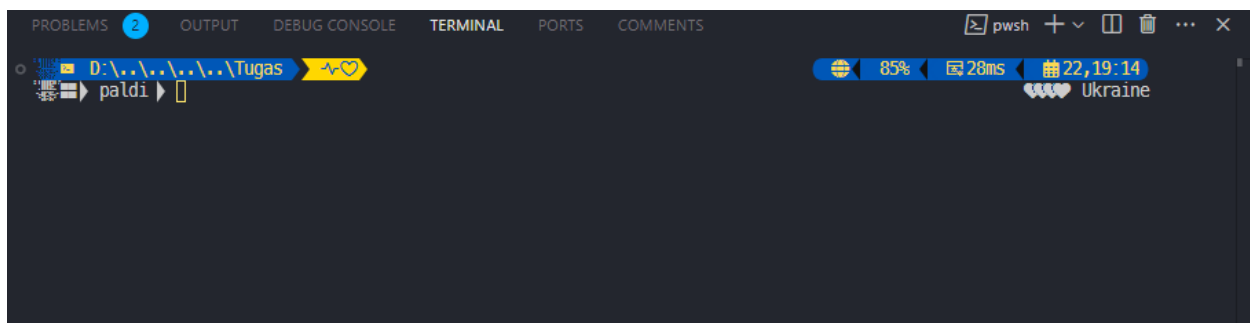 PROBLEMS 2 OUTPUT DEBUG CONSOLE TERMINAL PORTS COMMENTS pwsh
D:\..\..\..\..\Tugas 85% 28ms 22,19:14
paldi Ukraine